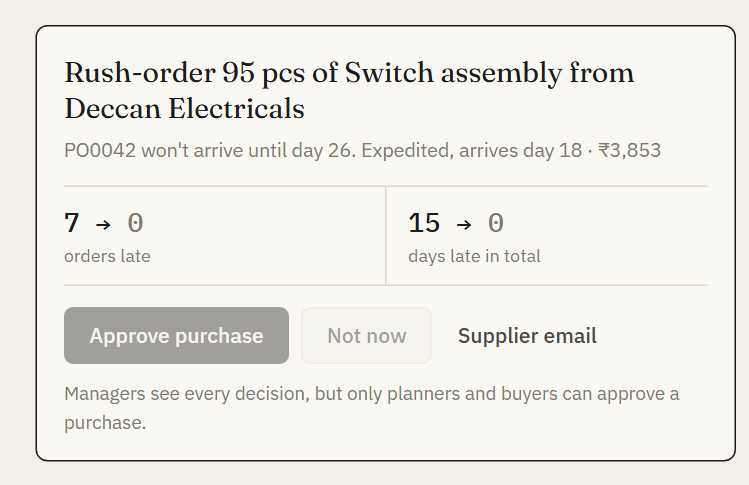 Rush-order 95 pcs of Switch assembly from
Deccan Electricals
PO0042 won't arrive until day 26. Expedited, arrives day 18 · ₹3,853
7 → 0
orders late
15 → 0
days late in total
Approve purchase
Not now
Supplier email
Managers see every decision, but only planners and buyers can approve a
purchase.